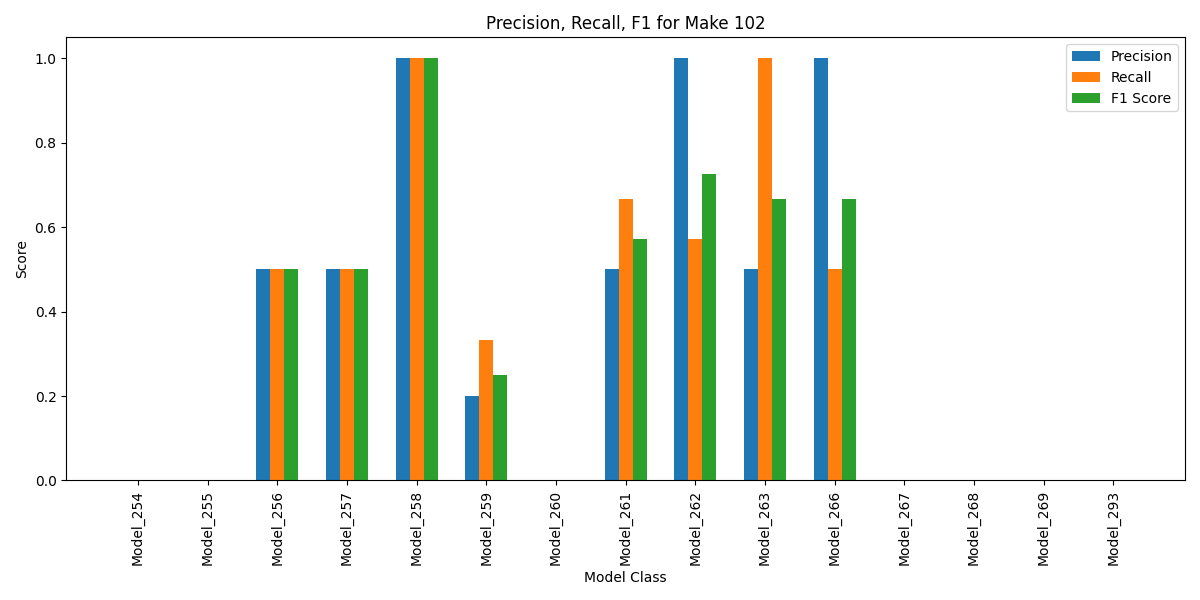 Precision, Recall, F1 for Make 102
Precision
Recall
F1 Score
Score
1.0
0.8
0.6
0.4
0.2
0.0
Model_254
Model_255
Model_256
Model_257
Model_258
Model_259
Model_260
Model_261
Model_262
Model_263
Model_266
Model_267
Model_268
Model_269
Model_293
Model Class